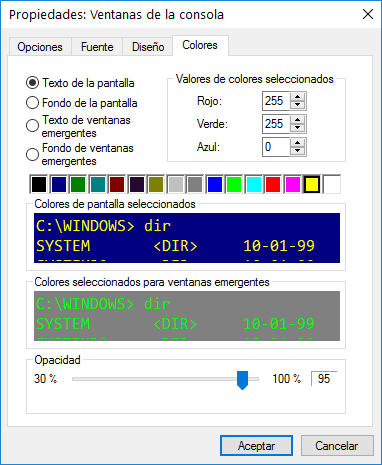 Propiedades: Ventanas de la consola
Opciones Fuente Diseño Colores
Texto de la pantalla
Fondo de la pantalla
Texto de ventanas
emergentes
Fondo de ventanas
emergentes
Valores de colores seleccionados
Rojo: 255
Verde: 255
Azul: 0
Colores de pantalla seleccionados
C:\WINDOWS> dir
SYSTEM <DIR> 10-01-99
Colores seleccionados para ventanas emergentes
C:\WINDOWS> dir
SYSTEM <DIR> 10-01-99
Opacidad
30 % 100 % 95
Aceptar Cancelar